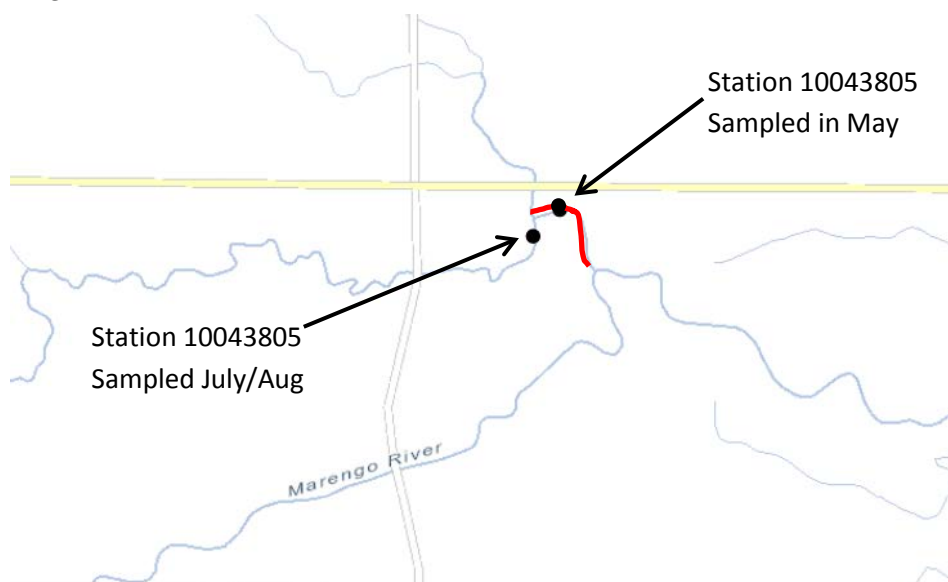 Station 10043805
Sampled in May
Station 10043805
Sampled July/Aug
Marengo River